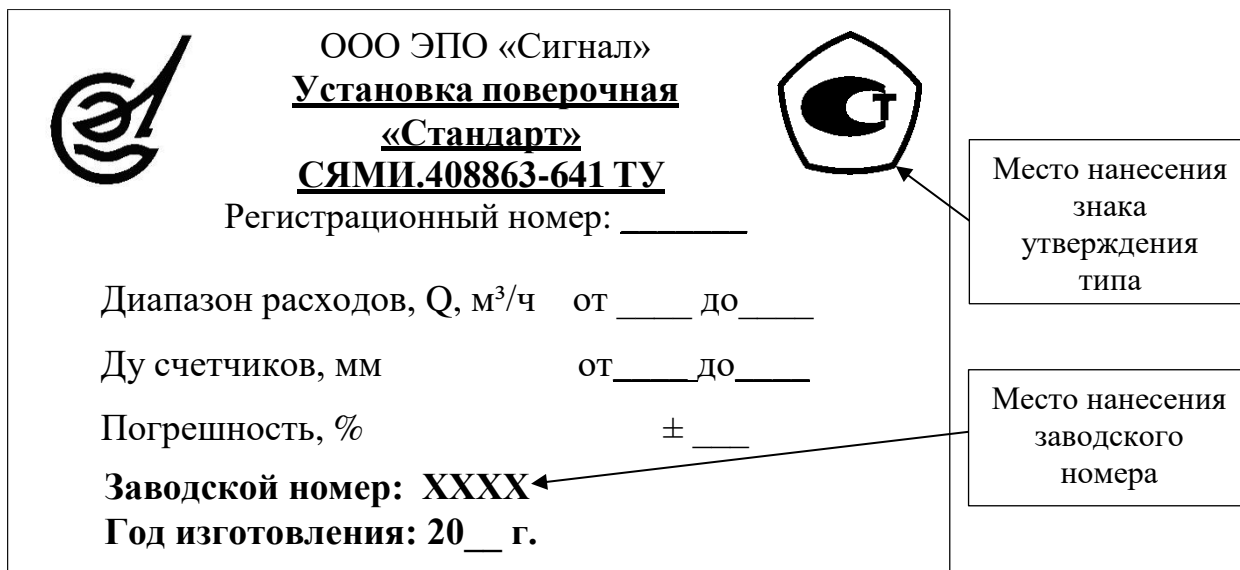 ООО ЭПО «Сигнал»
Установка поверочная
«Стандарт»
СЯМИ.408863-641 ТУ
Регистрационный номер: _______
Диапазон расходов, Q, м³/ч от ____ до____
Ду счетчиков, мм от____до____
Погрешность, % ± ___
Заводской номер: XXXX
Год изготовления: 20__ г.
Место нанесения
знака
утверждения
типа
Место нанесения
заводского
номера